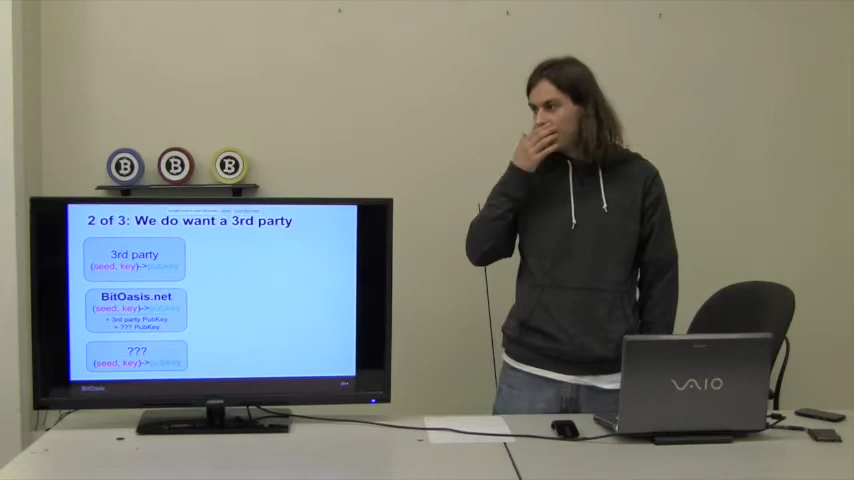 2 of 3: We do want a 3rd party
3rd party
(seed, key)->pubKey
BitOasis.net
(seed, key)->pubKey
+ 3rd party PubKey
+ ??? PubKey
???
(seed, key)->pubKey
BitOasis
VAIO